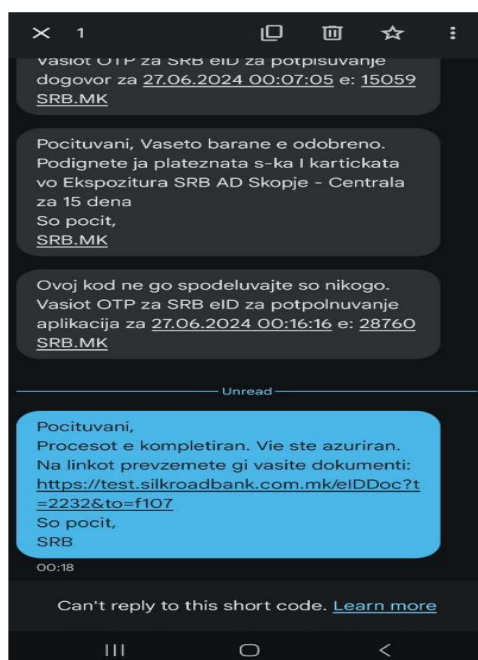 1
Vasiot OTP za SRB eID za potpisuvanje
dogovor za 27.06.2024 00:07:05 e: 15059
SRB.MK
Pocituvani, Vaseto barane e odobreno.
Podignete ja plateznata s-ka I kartickata
vo Ekspozitura SRB AD Skopje - Centrala
za 15 dena
So pocit,
SRB.MK
Ovoj kod ne go spodeluvajte so nikogo.
Vasiot OTP za SRB eID za potpolnuvanje
aplikacija za 27.06.2024 00:16:16 e: 28760
SRB.MK
Unread
Pocituvani,
Procesot e kompletiran. Vie ste azuriran.
Na linkot prevzemete gi vasite dokumenti:
https://test.silkroadbank.com.mk/eIDDoc?t
=2232&to=f107
So pocit,
SRB
00:18
Can't reply to this short code. Learn more